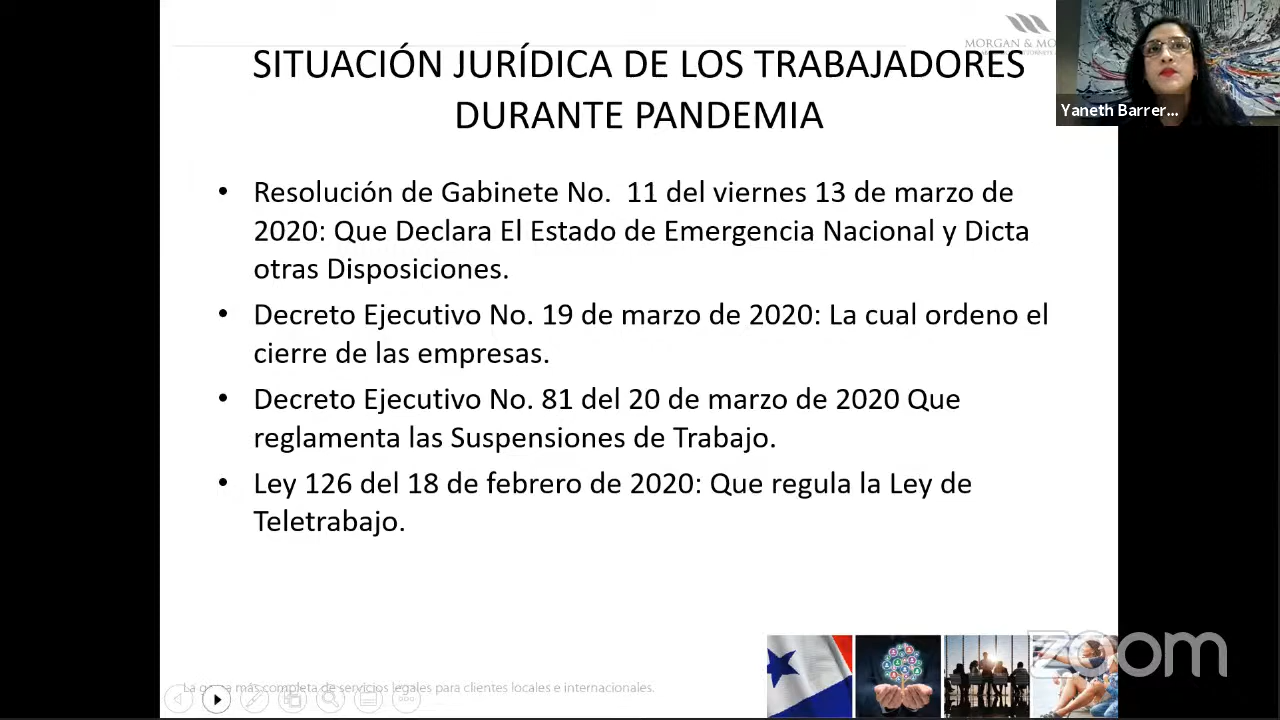 MORGAN & MO
SITUACIÓN JURÍDICA DE LOS TRABAJADORES
DURANTE PANDEMIA
Yaneth Barrer...
• Resolución de Gabinete No. 11 del viernes 13 de marzo de
2020: Que Declara El Estado de Emergencia Nacional y Dicta
otras Disposiciones.
• Decreto Ejecutivo No. 19 de marzo de 2020: La cual ordeno el
cierre de las empresas.
• Decreto Ejecutivo No. 81 del 20 de marzo de 2020 Que
reglamenta las Suspensiones de Trabajo.
• Ley 126 del 18 de febrero de 2020: Que regula la Ley de
Teletrabajo.
zoom
La gama más completa de servicios legales para clientes locales e internacionales.